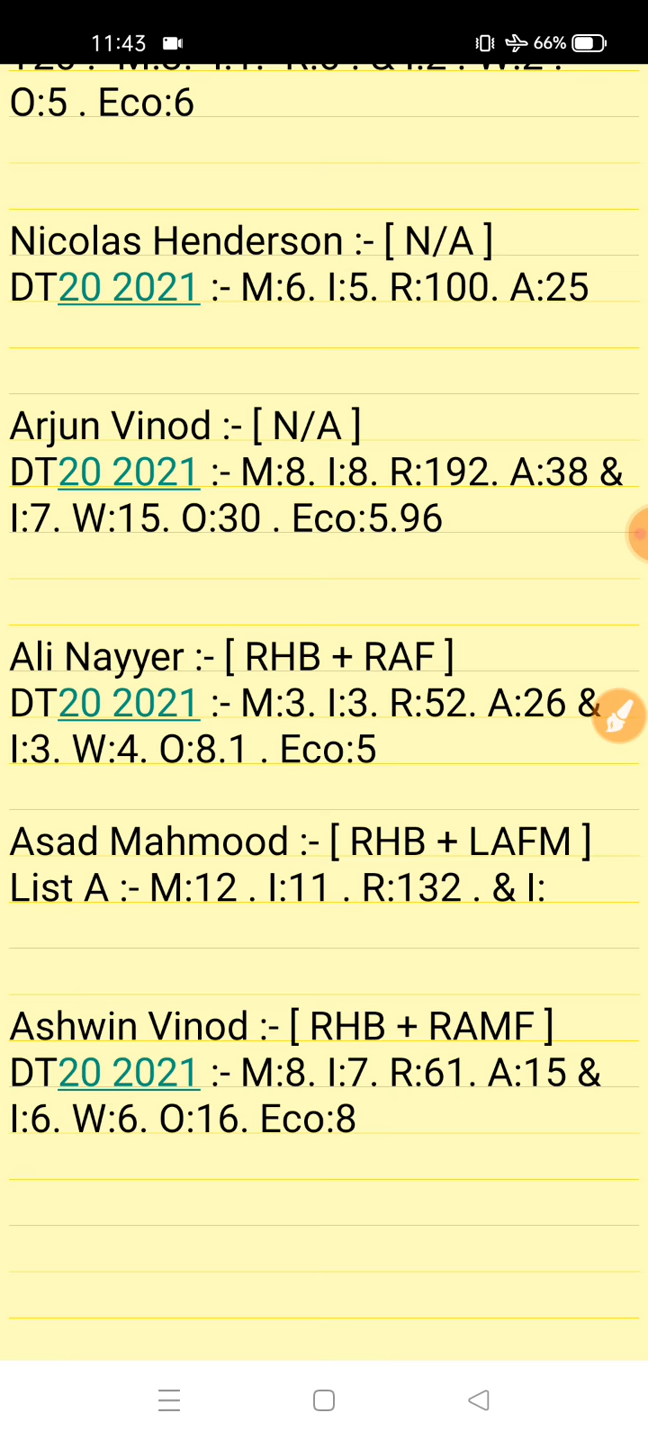 11:43
66%
O:5 . Eco:6
Nicolas Henderson :- [ N/A ]
DT20 2021 :- M:6. I:5. R:100. A:25
Arjun Vinod :- [ N/A ]
DT20 2021 :- M:8. I:8. R:192. A:38 &
I:7. W:15. O:30 . Eco:5.96
Ali Nayyer :- [ RHB + RAF ]
DT20 2021 :- M:3. I:3. R:52. A:26 &
I:3. W:4. O:8.1 . Eco:5
Asad Mahmood :- [ RHB + LAFM ]
List A :- M:12 . I:11 . R:132 . & I:
Ashwin Vinod :- [ RHB + RAMF ]
DT20 2021 :- M:8. I:7. R:61. A:15 &
I:6. W:6. O:16. Eco:8